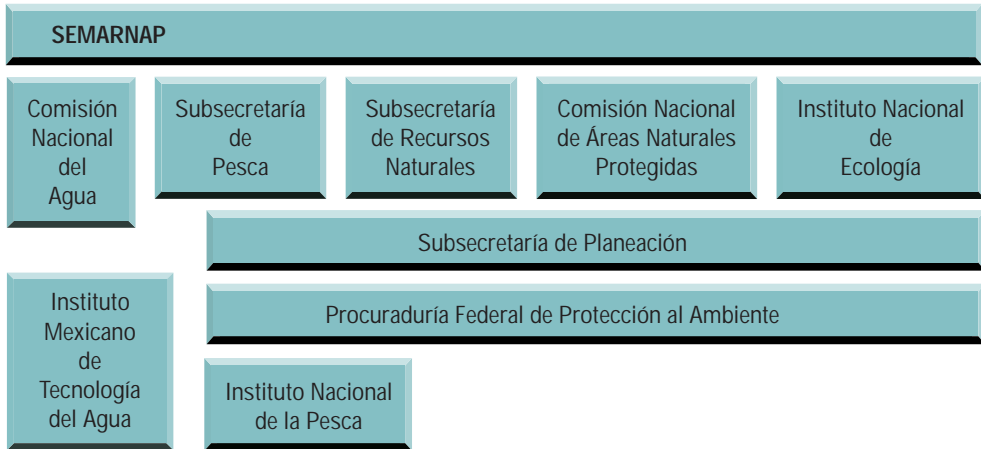 SEMARNAP
Comisión
Nacional
del
Agua
Subsecretaría
de
Pesca
Subsecretaría
de Recursos
Naturales
Comisión Nacional
de Áreas Naturales
Protegidas
Instituto Nacional
de
Ecología
Subsecretaría de Planeación
Procuraduría Federal de Protección al Ambiente
Instituto
Mexicano
de
Tecnología
del Agua
Instituto Nacional
de la Pesca